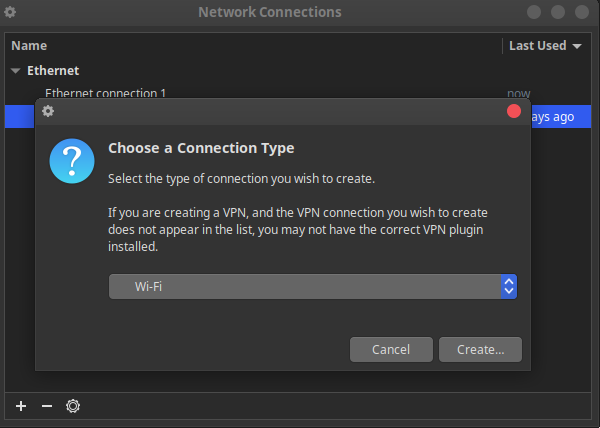 Network Connections
Name Last Used
Ethernet
Ethernet connection 1 now
ays ago
Choose a Connection Type
Select the type of connection you wish to create.
If you are creating a VPN, and the VPN connection you wish to create
does not appear in the list, you may not have the correct VPN plugin
installed.
Wi-Fi
Cancel Create...